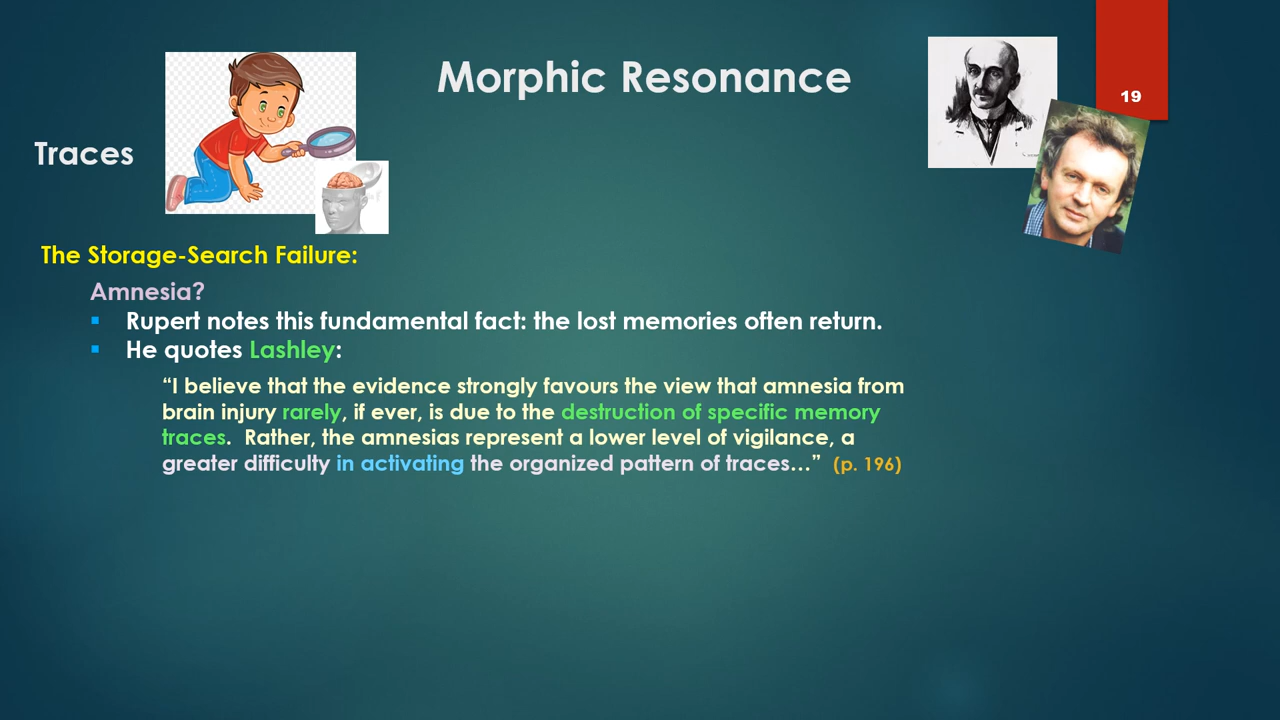 Morphic Resonance
19
Traces
The Storage-Search Failure:
Amnesia?
▪ Rupert notes this fundamental fact: the lost memories often return.
▪ He quotes Lashley:
“I believe that the evidence strongly favours the view that amnesia from
brain injury rarely, if ever, is due to the destruction of specific memory
traces.  Rather, the amnesias represent a lower level of vigilance, a
greater difficulty in activating the organized pattern of traces…”  (p. 196)